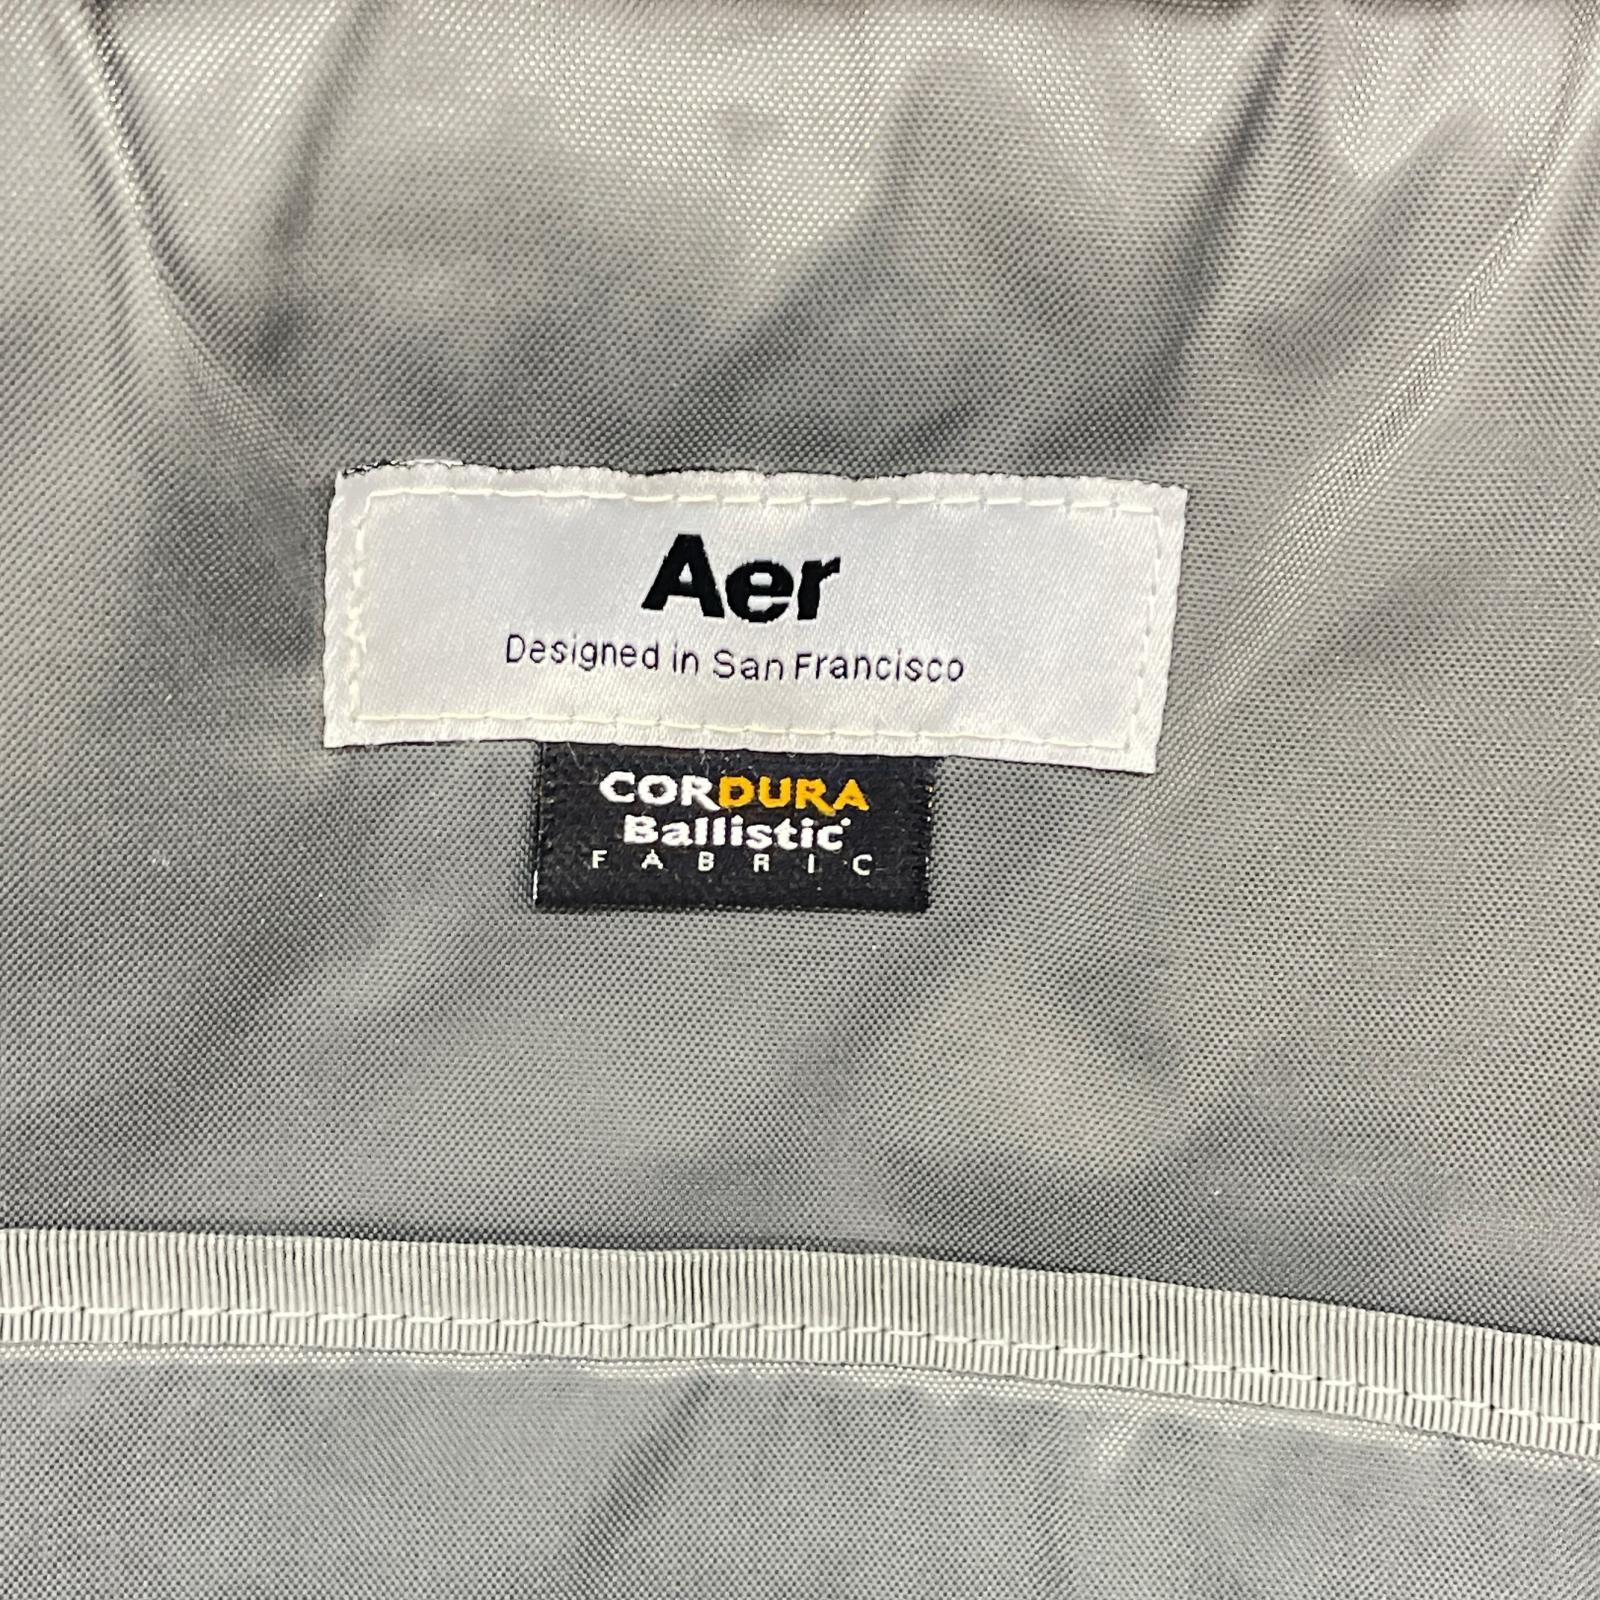 Aer
Designed in San Francisco
CORDURA
Ballistic
FABRIC